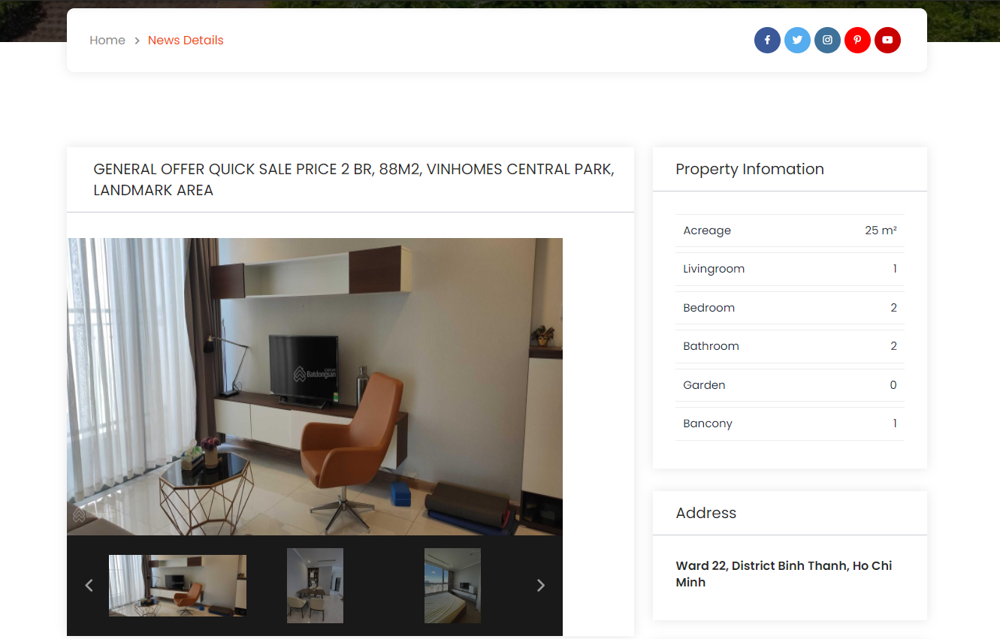 Home > News Details
GENERAL OFFER QUICK SALE PRICE 2 BR, 88M2, VINHOMES CENTRAL PARK,
LANDMARK AREA
Batdongsan
Property Infomation
Acreage 25 m²
Livingroom 1
Bedroom 2
Bathroom 2
Garden 0
Bancony 1
Address
Ward 22, District Binh Thanh, Ho Chi
Minh